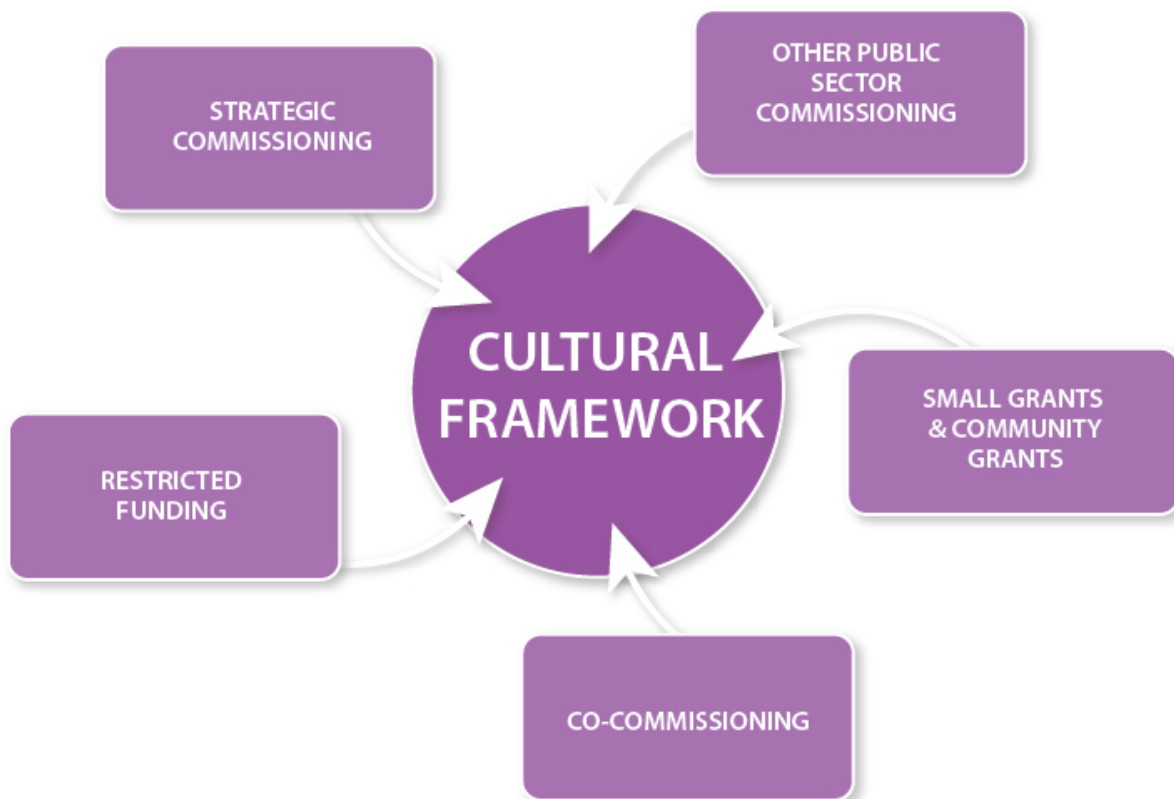 STRATEGIC
COMMISSIONING
OTHER PUBLIC
SECTOR
COMMISSIONING
CULTURAL
FRAMEWORK
SMALL GRANTS
& COMMUNITY
GRANTS
RESTRICTED
FUNDING
CO-COMMISSIONING